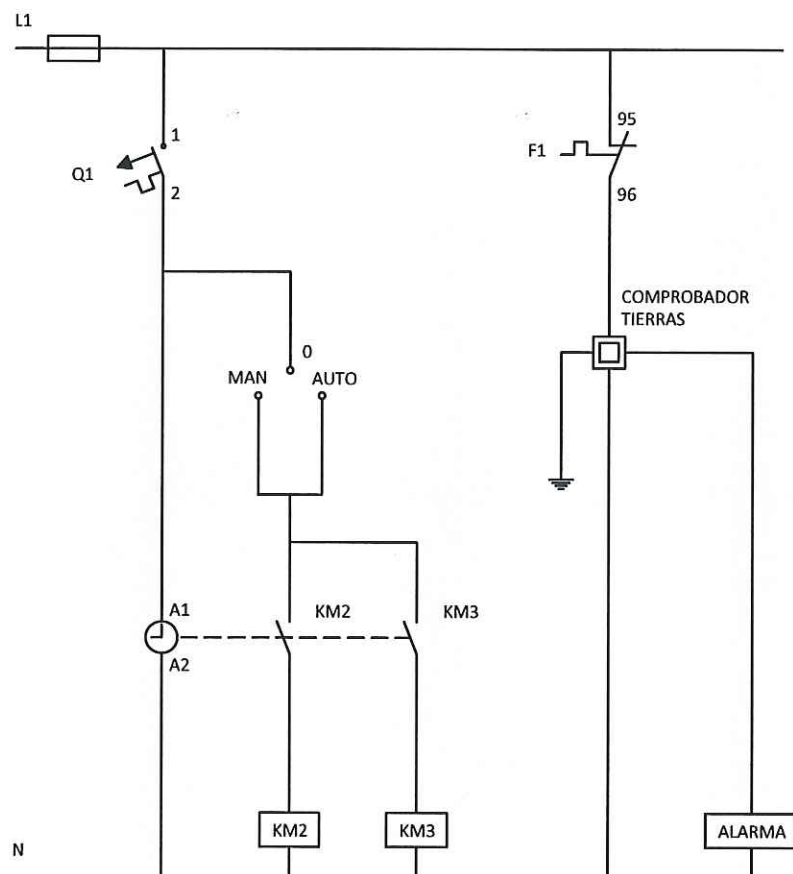 L1
1
Q1
2
95
F1
96
COMPROBADOR
TIERRAS
0
MAN
AUTO
A1
KM2
KM3
A2
KM2
KM3
ALARMA
N